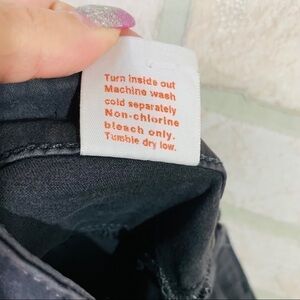 Turn inside out
Machine wash
cold separately
Non-chlorine
bleach only.
Tumble dry low.